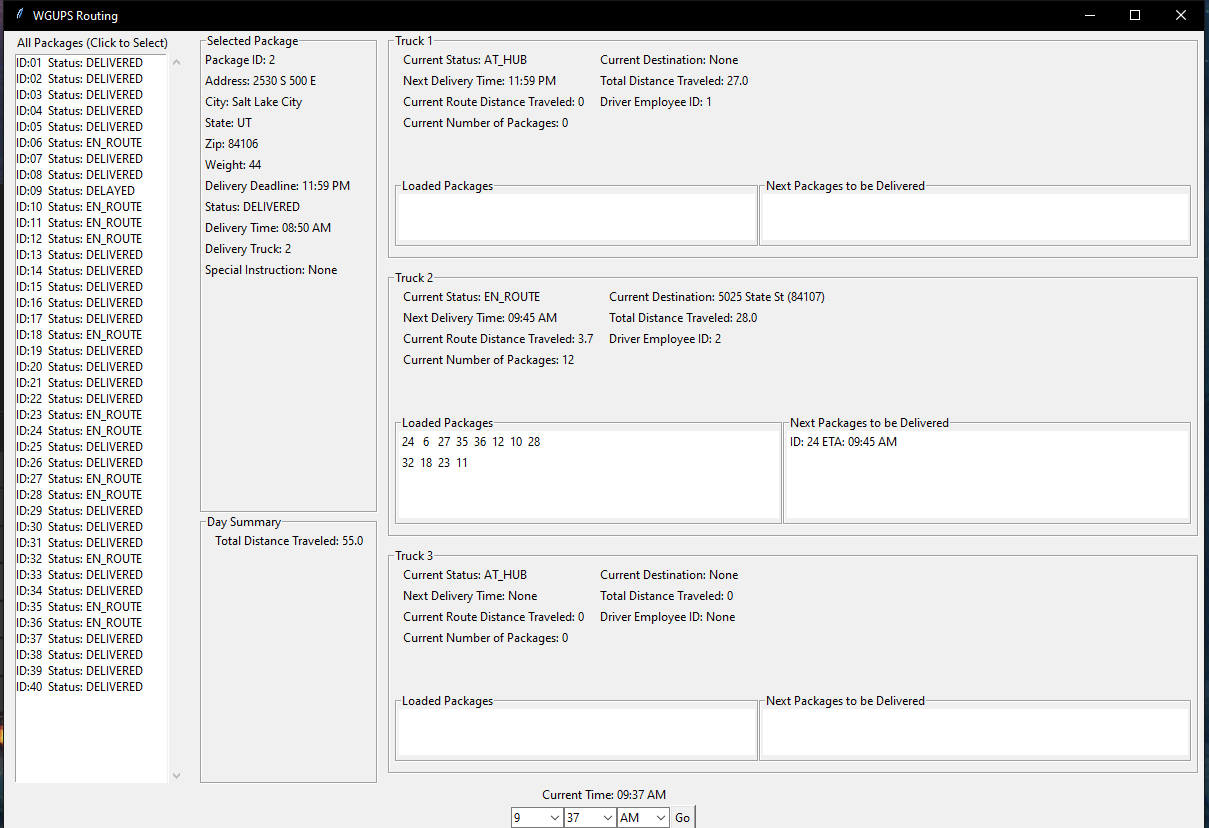 WGUPS Routing
All Packages (Click to Select)
ID:01 Status: DELIVERED
ID:02 Status: DELIVERED
ID:03 Status: DELIVERED
ID:04 Status: DELIVERED
ID:05 Status: DELIVERED
ID:06 Status: EN_ROUTE
ID:07 Status: DELIVERED
ID:08 Status: DELIVERED
ID:09 Status: DELAYED
ID:10 Status: EN_ROUTE
ID:11 Status: EN_ROUTE
ID:12 Status: EN_ROUTE
ID:13 Status: DELIVERED
ID:14 Status: DELIVERED
ID:15 Status: DELIVERED
ID:16 Status: DELIVERED
ID:17 Status: DELIVERED
ID:18 Status: EN_ROUTE
ID:19 Status: DELIVERED
ID:20 Status: DELIVERED
ID:21 Status: DELIVERED
ID:22 Status: DELIVERED
ID:23 Status: EN_ROUTE
ID:24 Status: EN_ROUTE
ID:25 Status: DELIVERED
ID:26 Status: DELIVERED
ID:27 Status: EN_ROUTE
ID:28 Status: EN_ROUTE
ID:29 Status: DELIVERED
ID:30 Status: DELIVERED
ID:31 Status: DELIVERED
ID:32 Status: EN_ROUTE
ID:33 Status: DELIVERED
ID:34 Status: DELIVERED
ID:35 Status: EN_ROUTE
ID:36 Status: EN_ROUTE
ID:37 Status: DELIVERED
ID:38 Status: DELIVERED
ID:39 Status: DELIVERED
ID:40 Status: DELIVERED
Selected Package
Package ID: 2
Address: 2530 S 500 E
City: Salt Lake City
State: UT
Zip: 84106
Weight: 44
Delivery Deadline: 11:59 PM
Status: DELIVERED
Delivery Time: 08:50 AM
Delivery Truck: 2
Special Instruction: None
Day Summary
Total Distance Traveled: 55.0
Truck 1
Current Status: AT_HUB
Current Destination: None
Next Delivery Time: 11:59 PM
Total Distance Traveled: 27.0
Current Route Distance Traveled: 0
Driver Employee ID: 1
Current Number of Packages: 0
Loaded Packages
Next Packages to be Delivered
Truck 2
Current Status: EN_ROUTE
Current Destination: 5025 State St (84107)
Next Delivery Time: 09:45 AM
Total Distance Traveled: 28.0
Current Route Distance Traveled: 3.7
Driver Employee ID: 2
Current Number of Packages: 12
Loaded Packages
24 6 27 35 36 12 10 28
32 18 23 11
Next Packages to be Delivered
ID: 24 ETA: 09:45 AM
Truck 3
Current Status: AT_HUB
Current Destination: None
Next Delivery Time: None
Total Distance Traveled: 0
Current Route Distance Traveled: 0
Driver Employee ID: None
Current Number of Packages: 0
Loaded Packages
Next Packages to be Delivered
Current Time: 09:37 AM
9 37 AM Go